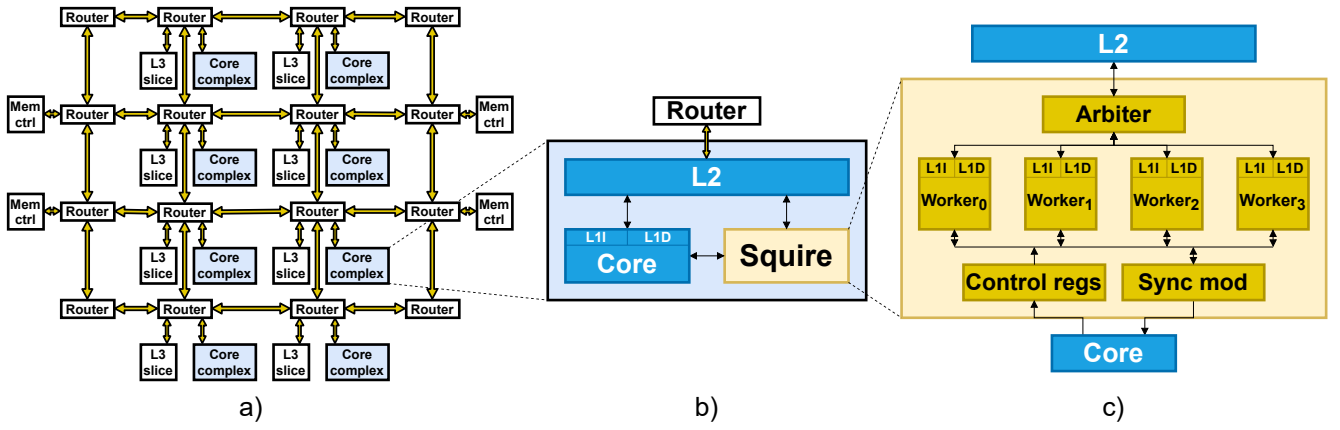 Router Router Router Router
L3 slice Core complex L3 slice Core complex
Mem ctrl Router Router Router Router Mem ctrl
L3 slice Core complex L3 slice Core complex
Mem ctrl Router Router Router Router Mem ctrl
L3 slice Core complex L3 slice Core complex
Router Router Router Router
L3 slice Core complex L3 slice Core complex
a)
Router
L2
L1I L1D
Core
Squire
b)
L2
Arbiter
L1I L1D L1I L1D L1I L1D L1I L1D
Worker0 Worker1 Worker2 Worker3
Control regs Sync mod
Core
c)